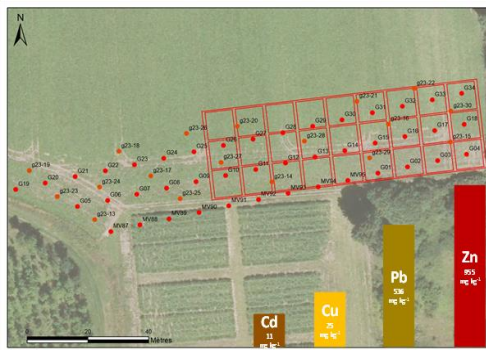 N
g23-22
G34
g23-21
G33
G32
g23-30
G31
g23-20
G30
g23-16
G18
g23-26
G29
G17
G28
G16
g23-15
G27
g23-28
G15
G26
G14
g23-29
G04
g23-18
G25
G13
G03
G24
g23-27
G12
G02
G23
G11
G01
g23-19
G22
g23-17
G10
g23-14
MV95
G21
G09
MV94
G20
g23-24
G08
MV93
G19
g23-23
G07
g23-25
MV92
G06
MV91
G05
MV90
g23-13
MV89
MV88
MV87
Zn
955
mg kg-1
Pb
536
mg kg-1
Cu
25
mg kg-1
Cd
11
mg kg-1
0 20 40
Metres